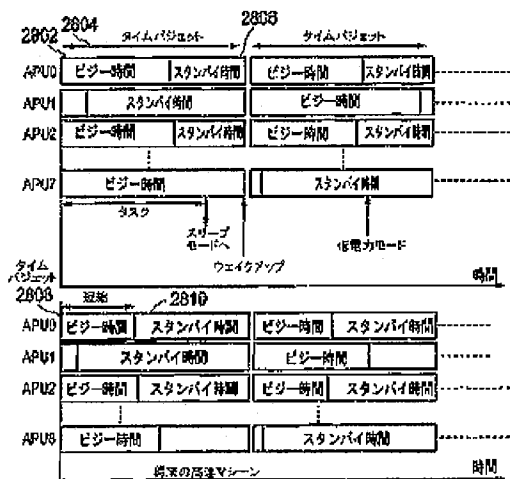 2802 2804 2806
タイムバジェット タイムバジェット
APU0 ビジー時間 スタンバイ時間 ビジー時間 スタンバイ時間
APU1 スタンバイ時間 ビジー時間
APU2 ビジー時間 スタンバイ時間 ビジー時間 スタンバイ時間
APU7 ビジー時間 スタンバイ時間
タスク
スリープ
モードへ
ウェイクアップ
低電力モード
時間
タイム
バジェット
2808 短縮 2810
APU0 ビジー時間 スタンバイ時間 ビジー時間 スタンバイ時間
APU1 スタンバイ時間 ビジー時間
APU2 ビジー時間 スタンバイ時間 ビジー時間 スタンバイ時間
APU8 ビジー時間 スタンバイ時間
将来の高速マシーン
時間